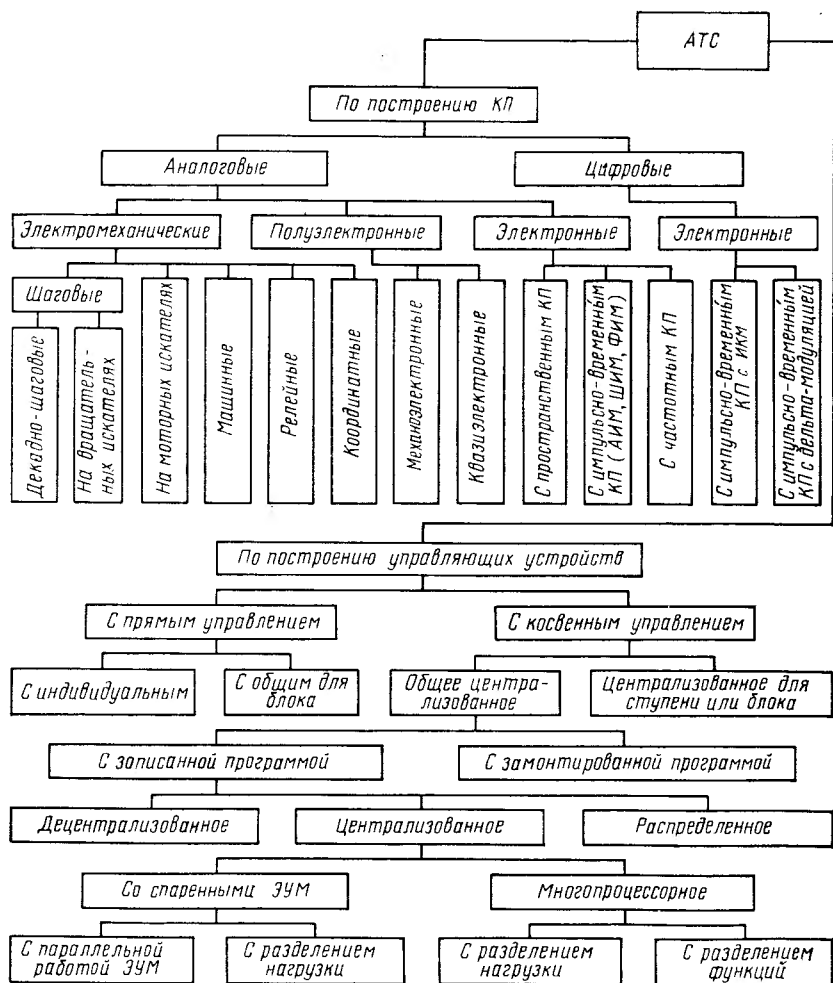 АТС
По построению КП
Аналоговые
Цифровые
Электромеханические
Полуэлектронные
Электронные
Электронные
Шаговые
Декадно-шаговые
На вращатель-
ных искателях
На моторных искателях
Машинные
Релейные
Координатные
Механоэлектронные
Квазиэлектронные
С пространственным КП
С импульсно-временным
КП (АИМ, ШИМ, ФИМ)
С частотным КП
С импульсно-временным
КП с ИКМ
С импульсно-временным
КП с дельта-модуляцией
По построению управляющих устройств
С прямым управлением
С косвенным управлением
С индивидуальным
С общим для
блока
Общее центра-
лизованное
Централизованное для
ступени или блока
С записанной программой
С замонтированной программой
Децентрализованное
Централизованное
Распределенное
Со спаренными ЭУМ
Многопроцессорное
С параллельной
работой ЭУМ
С разделением
нагрузки
С разделением
нагрузки
С разделением
функций